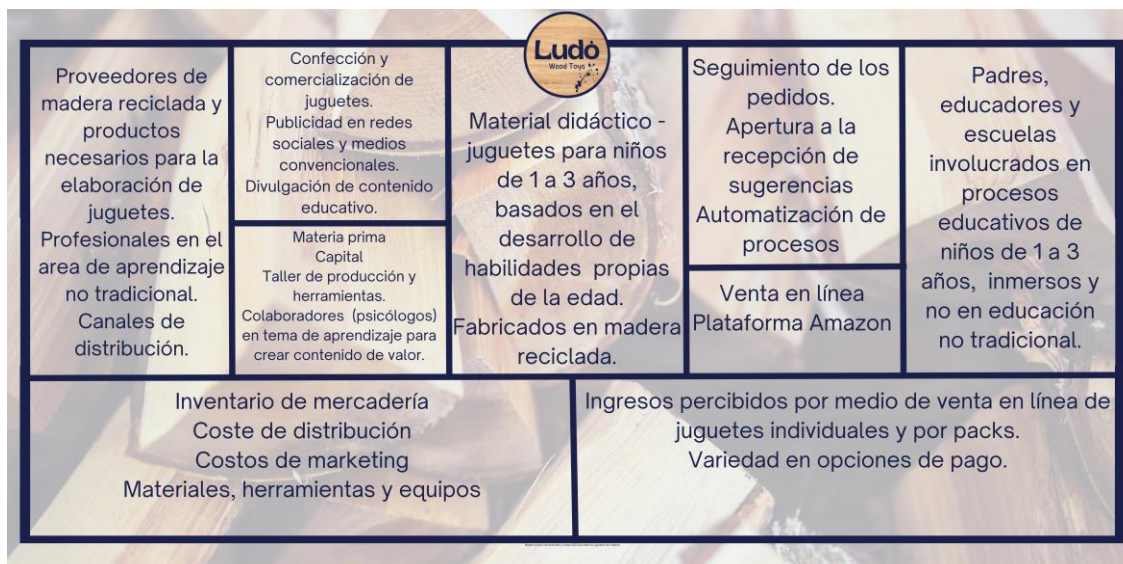 Ludó
Wood Toys
Proveedores de
madera reciclada y
productos
necesarios para la
elaboración de
juguetes.
Profesionales en el
area de aprendizaje
no tradicional.
Canales de
distribución.
Confección y
comercialización de
juguetes.
Publicidad en redes
sociales y medios
convencionales.
Divulgación de contenido
educativo.
Materia prima
Capital
Taller de producción y
herramientas.
Colaboradores (psicólogos)
en tema de aprendizaje para
crear contenido de valor.
Material didáctico -
juguetes para niños
de 1 a 3 años,
basados en el
desarrollo de
habilidades propias
de la edad.
Fabricados en madera
reciclada.
Seguimiento de los
pedidos.
Apertura a la
recepción de
sugerencias
Automatización de
procesos
Venta en línea
Plataforma Amazon
Padres,
educadores y
escuelas
involucrados en
procesos
educativos de
niños de 1 a 3
años, inmersos y
no en educación
no tradicional.
Inventario de mercadería
Coste de distribución
Costos de marketing
Materiales, herramientas y equipos
Ingresos percibidos por medio de venta en línea de
juguetes individuales y por packs.
Variedad en opciones de pago.